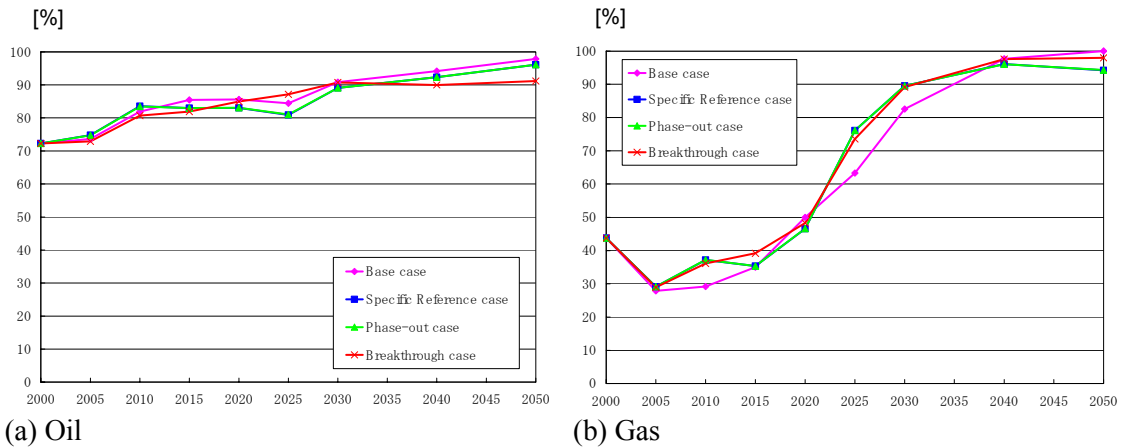 [%]
100
90
80
70
60
50
40
30
20
10
0
2000 2005 2010 2015 2020 2025 2030 2035 2040 2045 2050
Base case
Specific Reference case
Phase-out case
Breakthrough case
(a) Oil
[%]
100
90
80
70
60
50
40
30
20
10
0
2000 2005 2010 2015 2020 2025 2030 2035 2040 2045 2050
Base case
Specific Reference case
Phase-out case
Breakthrough case
(b) Gas